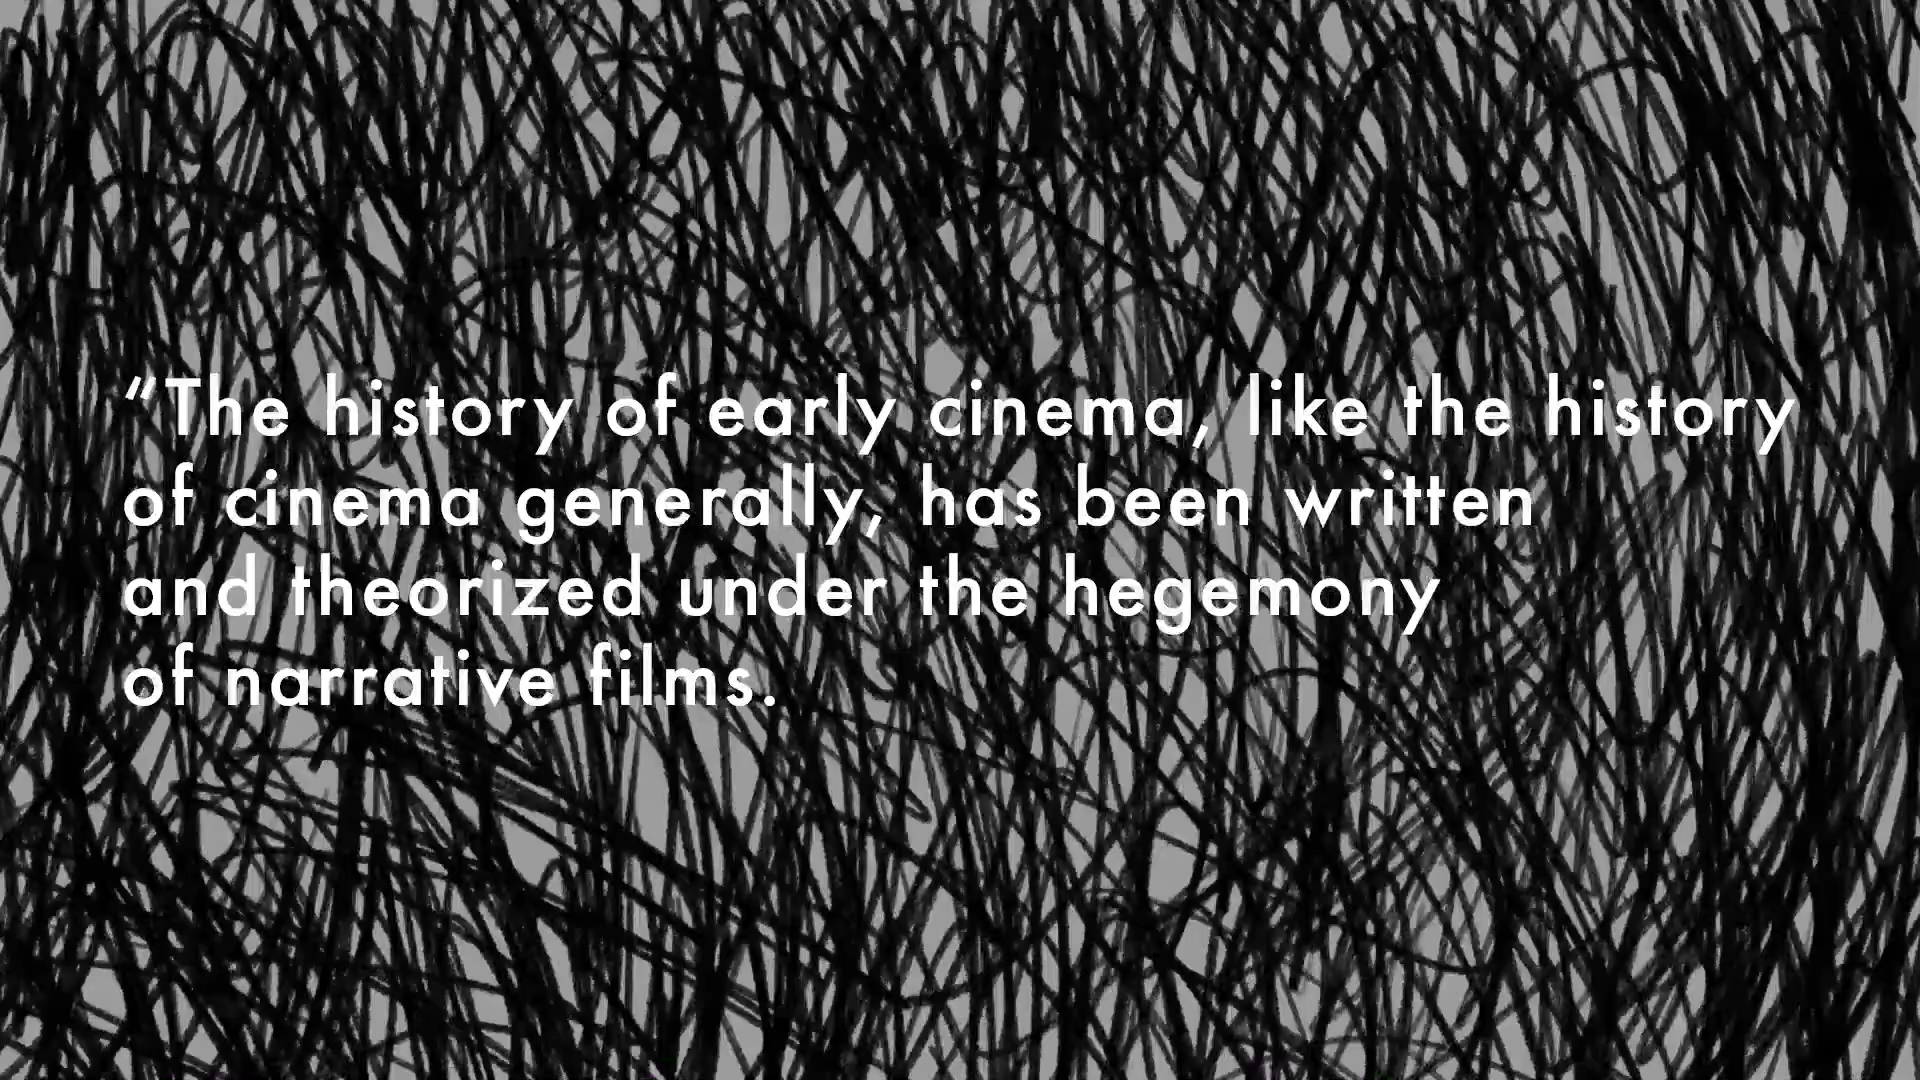 “The history of early cinema, like the history
of cinema generally, has been written
and theorized under the hegemony
of narrative films.